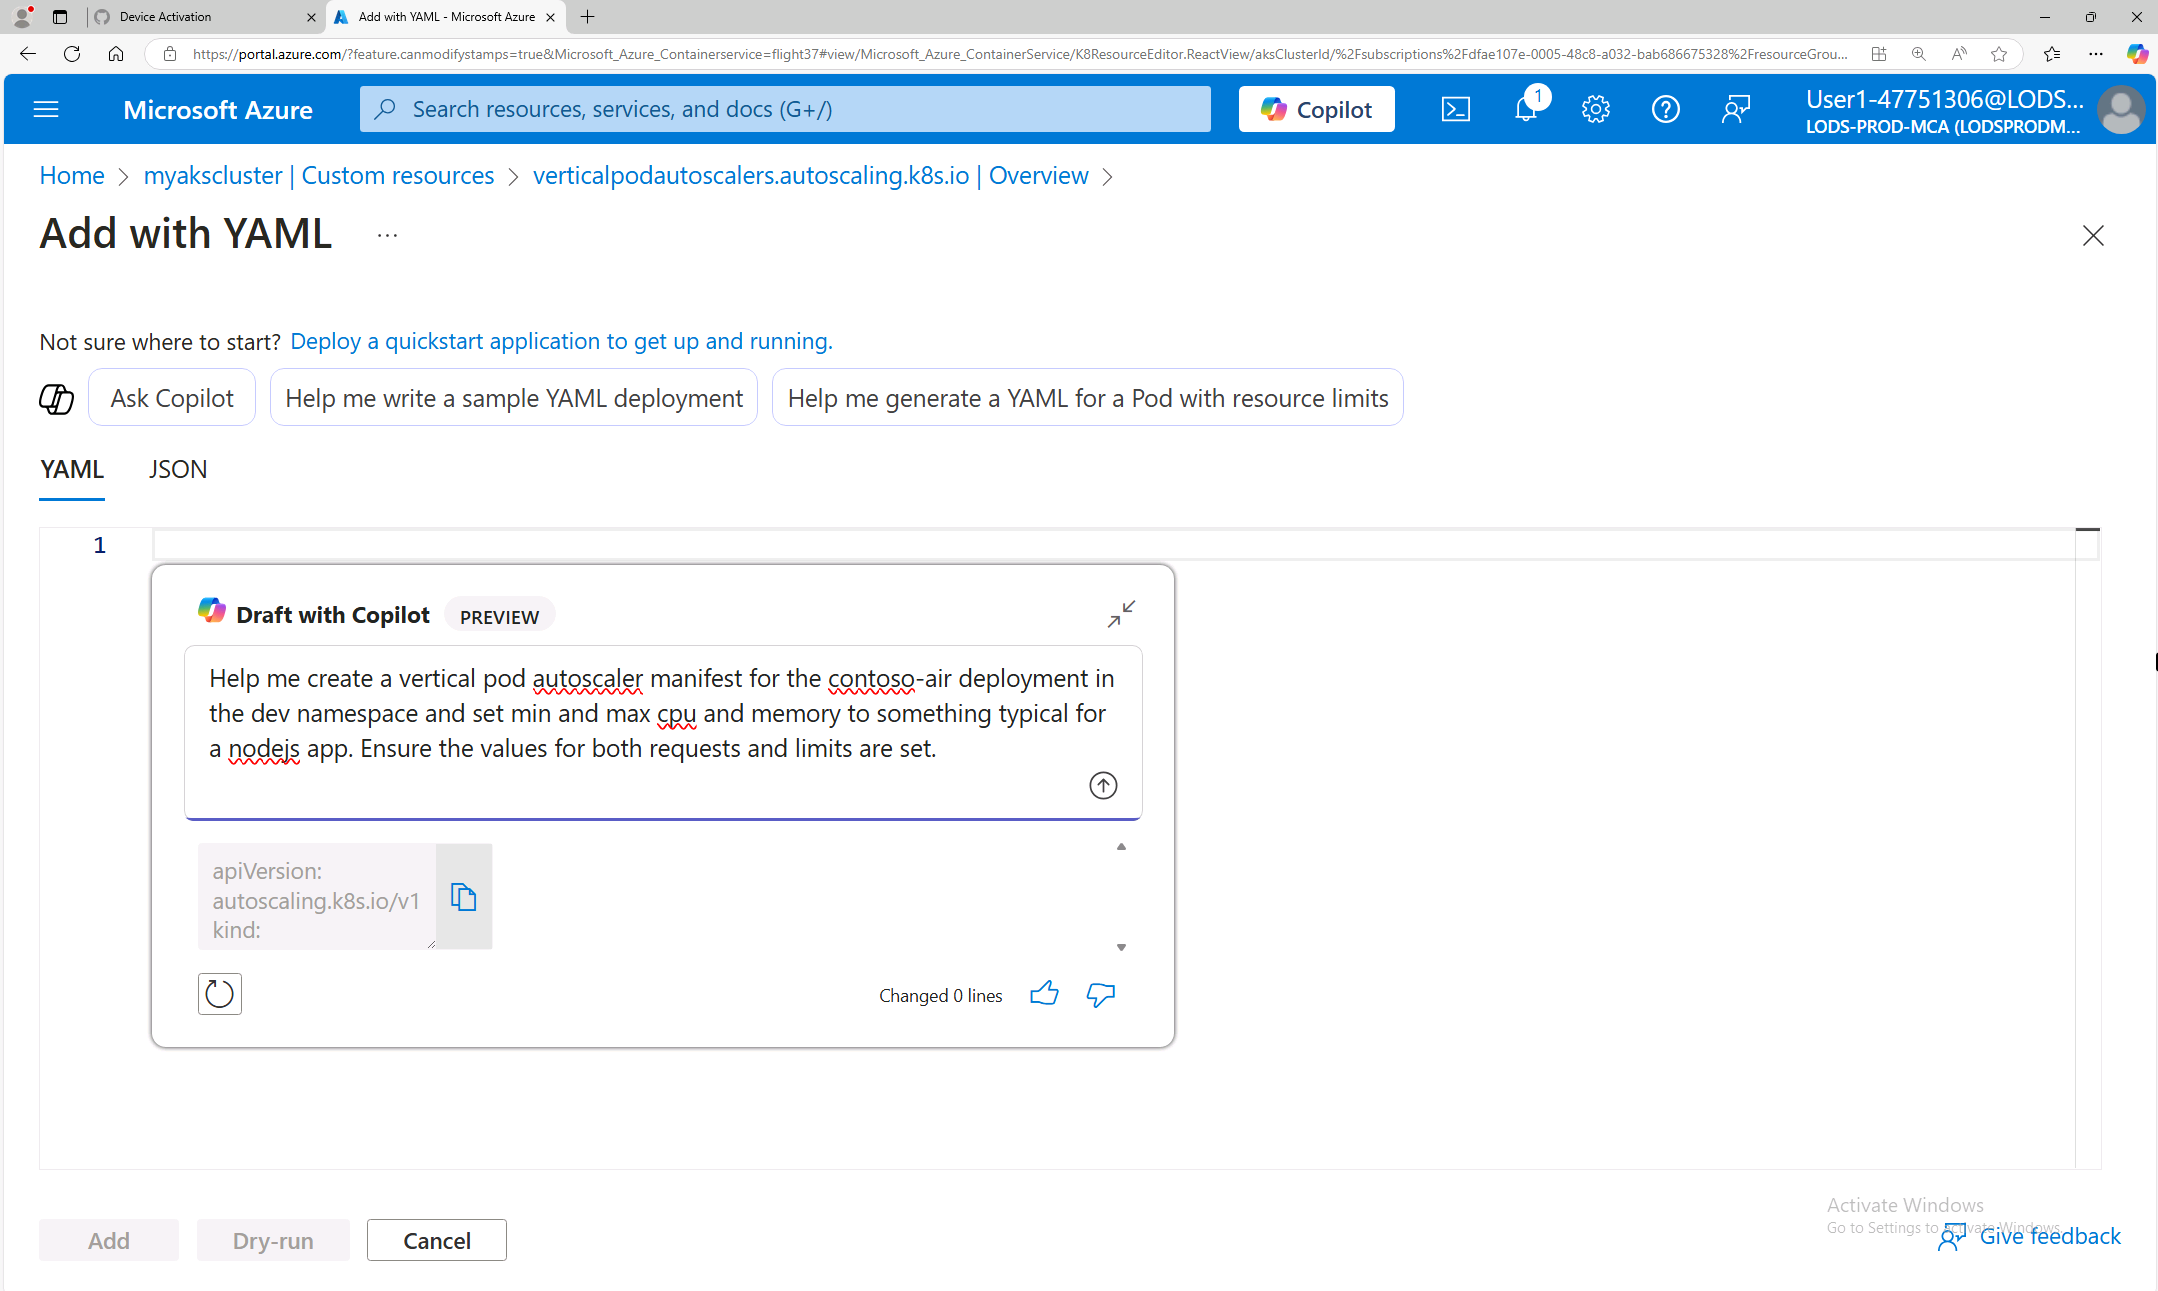 Device Activation
Add with YAML - Microsoft Azure
https://portal.azure.com/?feature.canmodifystamps=true&Microsoft_Azure_Containerservice=flight37#view/Microsoft_Azure_ContainerService/K8ResourceEditor.ReactView/aksClusterId/%2Fsubscriptions%2Fdfae107e-0005-48c8-a032-bab686675328%2FresourceGrou...
Microsoft Azure
Search resources, services, and docs (G+/)
Copilot
1
User1-47751306@LODS...
LODS-PROD-MCA (LODSPRODM...
Home > myakscluster | Custom resources > verticalpodautoscalers.autoscaling.k8s.io | Overview >
Add with YAML ...
Not sure where to start? Deploy a quickstart application to get up and running.
Ask Copilot
Help me write a sample YAML deployment
Help me generate a YAML for a Pod with resource limits
YAML JSON
1
Draft with Copilot PREVIEW
Help me create a vertical pod autoscaler manifest for the contoso-air deployment in
the dev namespace and set min and max cpu and memory to something typical for
a nodejs app. Ensure the values for both requests and limits are set.
apiVersion:
autoscaling.k8s.io/v1
kind:
Changed 0 lines
Activate Windows
Go to Settings to activate Windows.
Give feedback
Add
Dry-run
Cancel